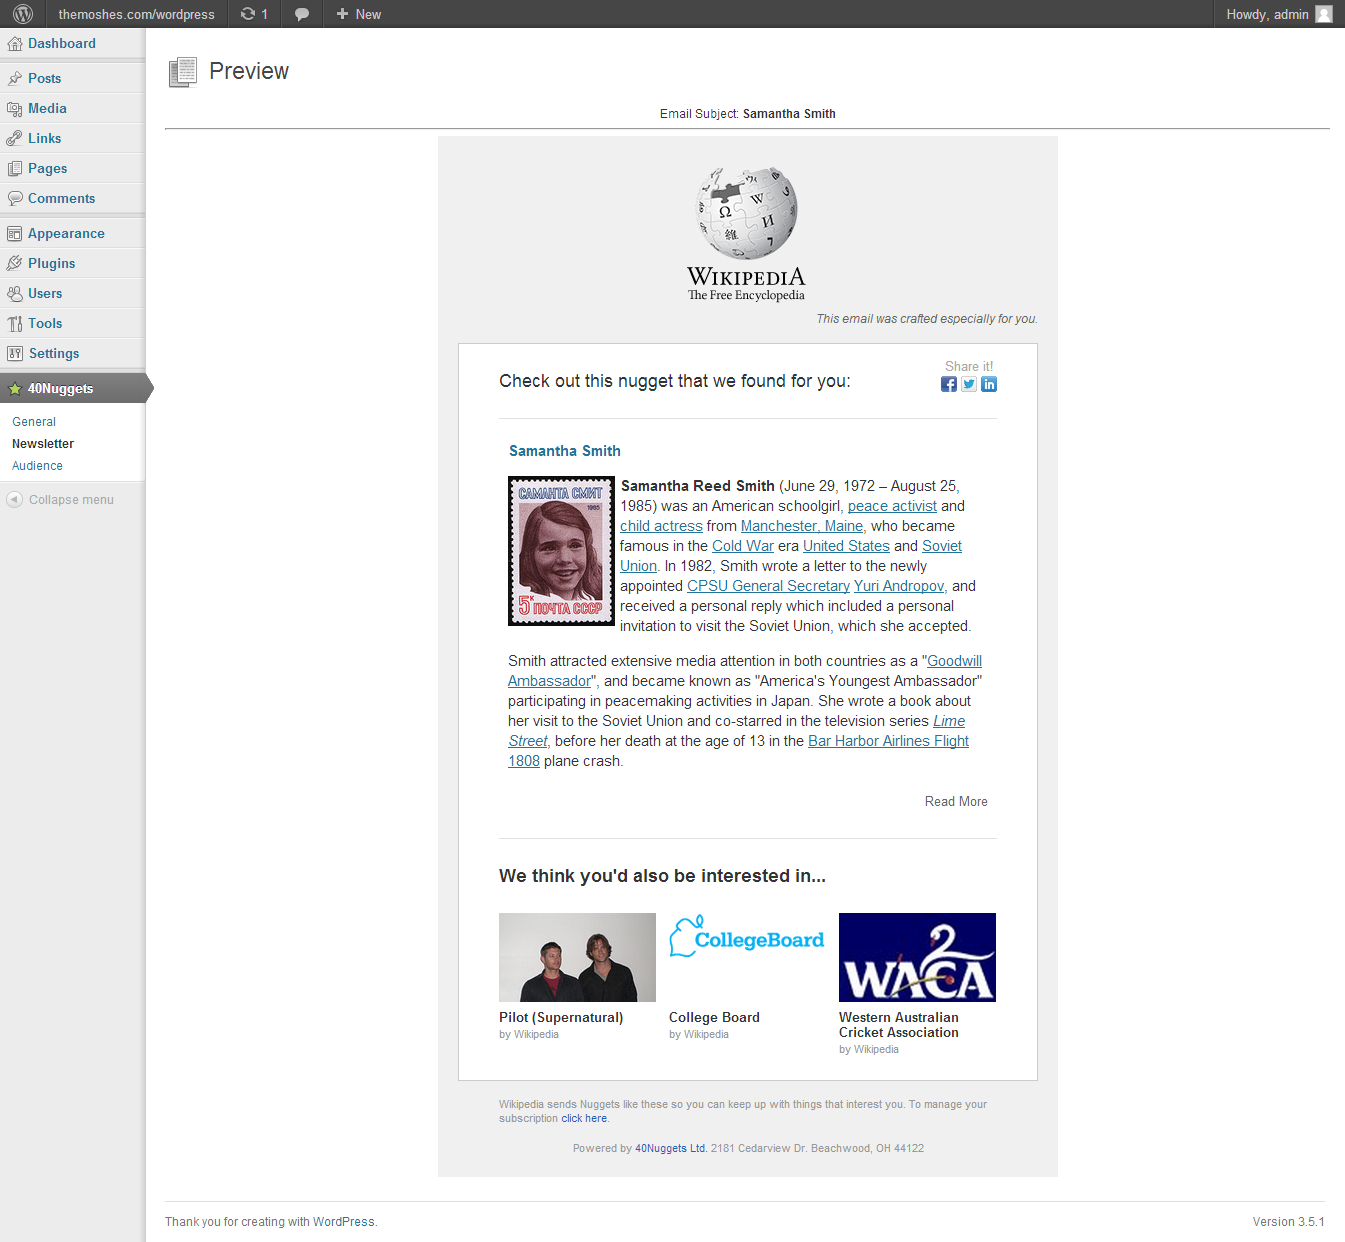 themoshes.com/wordpress 1 New Howdy, admin
Dashboard
Posts
Media
Links
Pages
Comments
Appearance
Plugins
Users
Tools
Settings
40Nuggets
General
Newsletter
Audience
Collapse menu
Preview
Email Subject: Samantha Smith
Ω W И 維 7
WIKIPEDIA
The Free Encyclopedia
This email was crafted especially for you.
Check out this nugget that we found for you:
Share it!
f in
Samantha Smith
САМАНТА СМИТ
1985
5к ПОЧТА СССР
Samantha Reed Smith (June 29, 1972 – August 25,
1985) was an American schoolgirl, peace activist and
child actress from Manchester, Maine, who became
famous in the Cold War era United States and Soviet
Union. In 1982, Smith wrote a letter to the newly
appointed CPSU General Secretary Yuri Andropov, and
received a personal reply which included a personal
invitation to visit the Soviet Union, which she accepted.
Smith attracted extensive media attention in both countries as a "Goodwill
Ambassador", and became known as "America's Youngest Ambassador"
participating in peacemaking activities in Japan. She wrote a book about
her visit to the Soviet Union and co-starred in the television series Lime
Street, before her death at the age of 13 in the Bar Harbor Airlines Flight
1808 plane crash.
Read More
We think you'd also be interested in...
CollegeBoard
WACA
Pilot (Supernatural)
by Wikipedia
College Board
by Wikipedia
Western Australian
Cricket Association
by Wikipedia
Wikipedia sends Nuggets like these so you can keep up with things that interest you. To manage your
subscription click here.
Powered by 40Nuggets Ltd. 2181 Cedarview Dr. Beachwood, OH 44122
Thank you for creating with WordPress.
Version 3.5.1